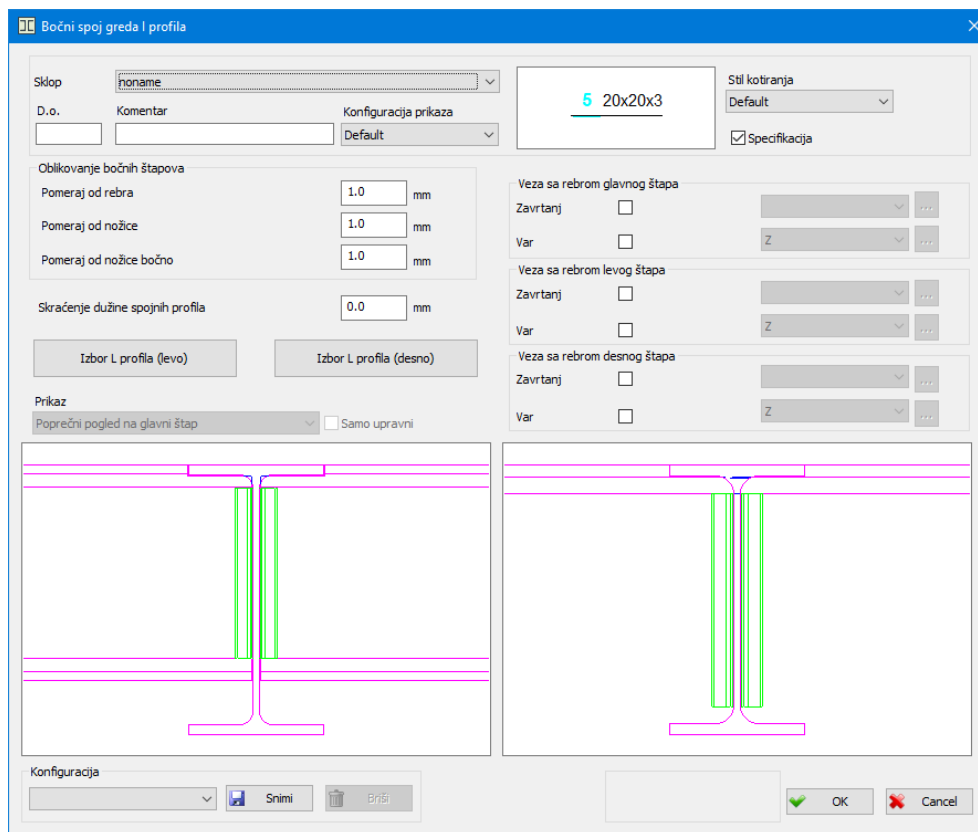 Bočni spoj greda I profila
Sklop
noname
D.o.
Komentar
Konfiguracija prikaza
Default
5 20x20x3
Stil kotiranja
Default
Specifikacija
Oblikovanje bočnih štapova
Pomeraj od rebra
1.0
mm
Pomeraj od nožice
1.0
mm
Pomeraj od nožice bočno
1.0
mm
Skraćenje dužine spojnih profila
0.0
mm
Izbor L profila (levo)
Izbor L profila (desno)
Prikaz
Poprečni pogled na glavni štap
Samo upravni
Veza sa rebrom glavnog štapa
Zavrtanj
...
Var
Z
...
Veza sa rebrom levog štapa
Zavrtanj
...
Var
Z
...
Veza sa rebrom desnog štapa
Zavrtanj
...
Var
Z
...
Konfiguracija
Snimi
Briši
OK
Cancel